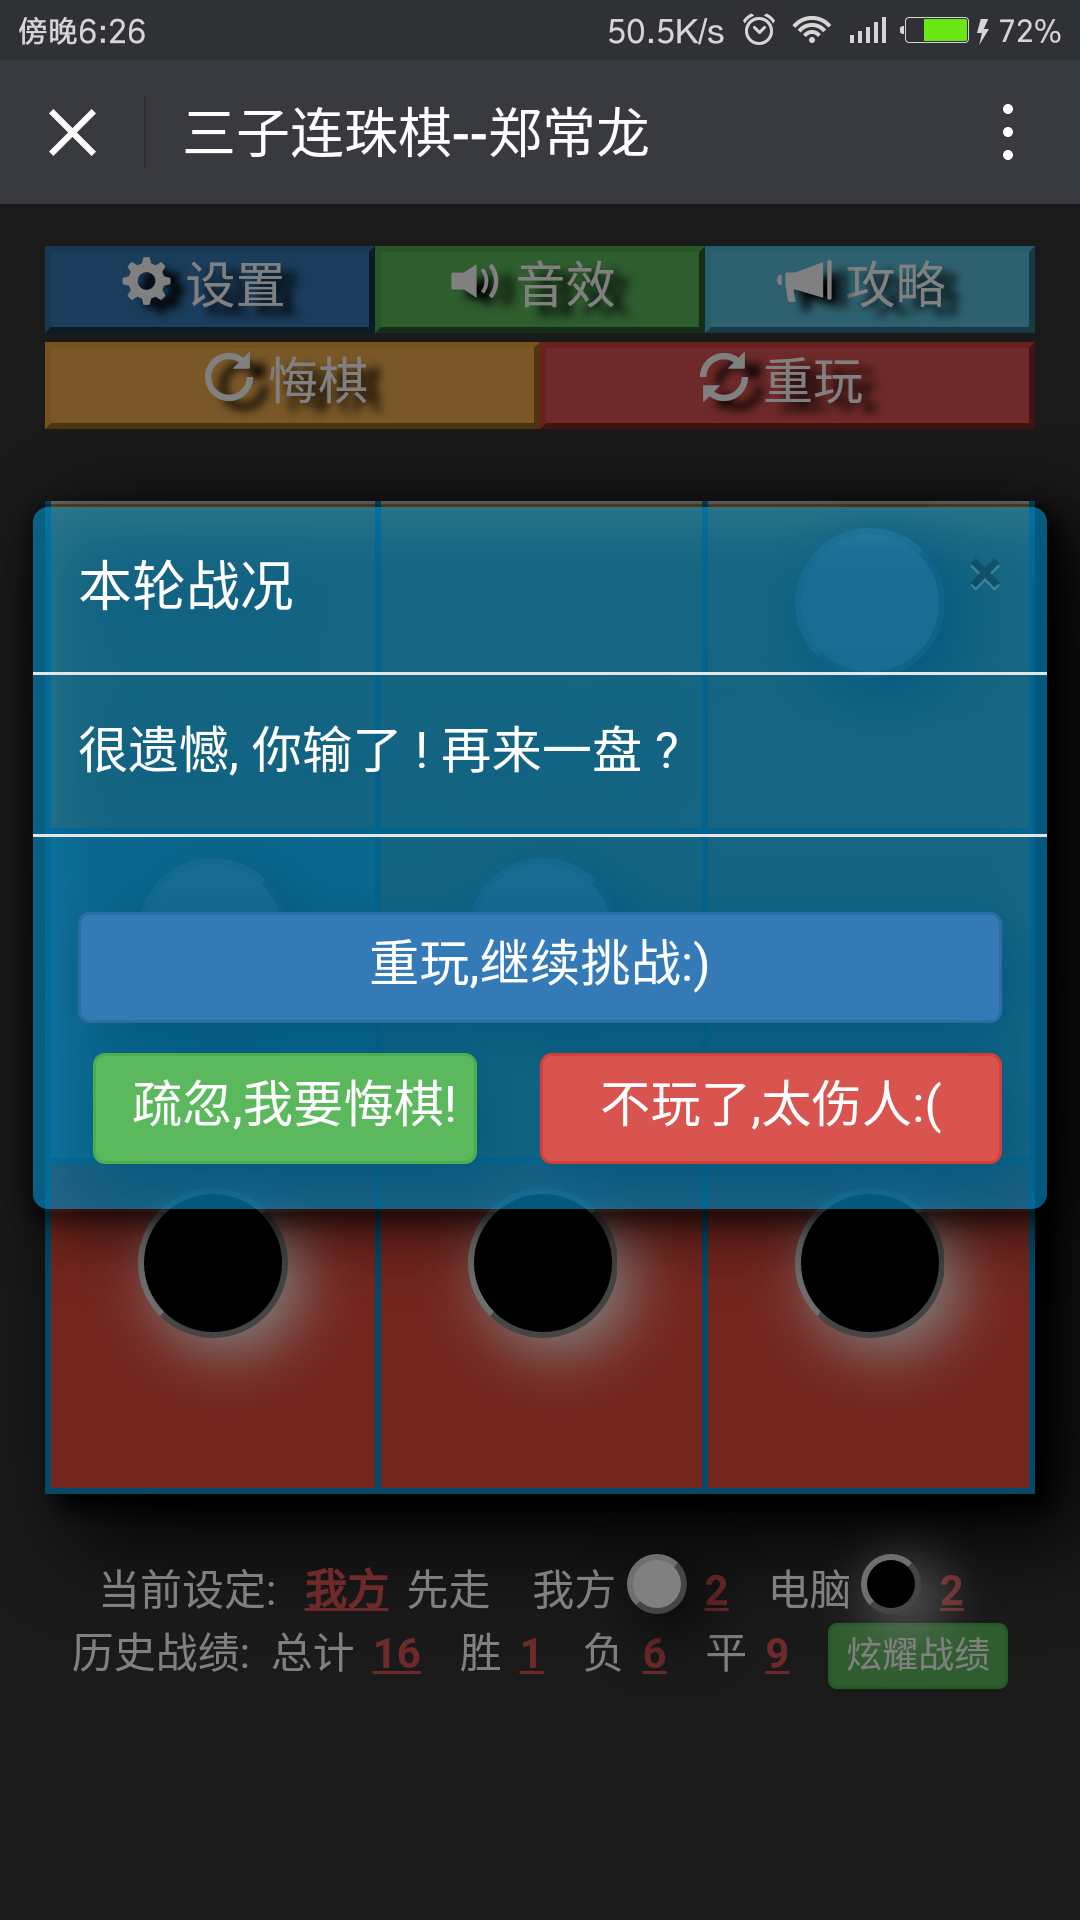 傍晚6:26 50.5K/s 72%
三子连珠棋--郑常龙
设置 音效 攻略
悔棋 重玩
本轮战况 ×
很遗憾, 你输了！再来一盘？
重玩,继续挑战:)
疏忽,我要悔棋! 不玩了,太伤人:(
当前设定: 我方 先走 我方 2 电脑 2
历史战绩: 总计 16 胜 1 负 6 平 9 炫耀战绩